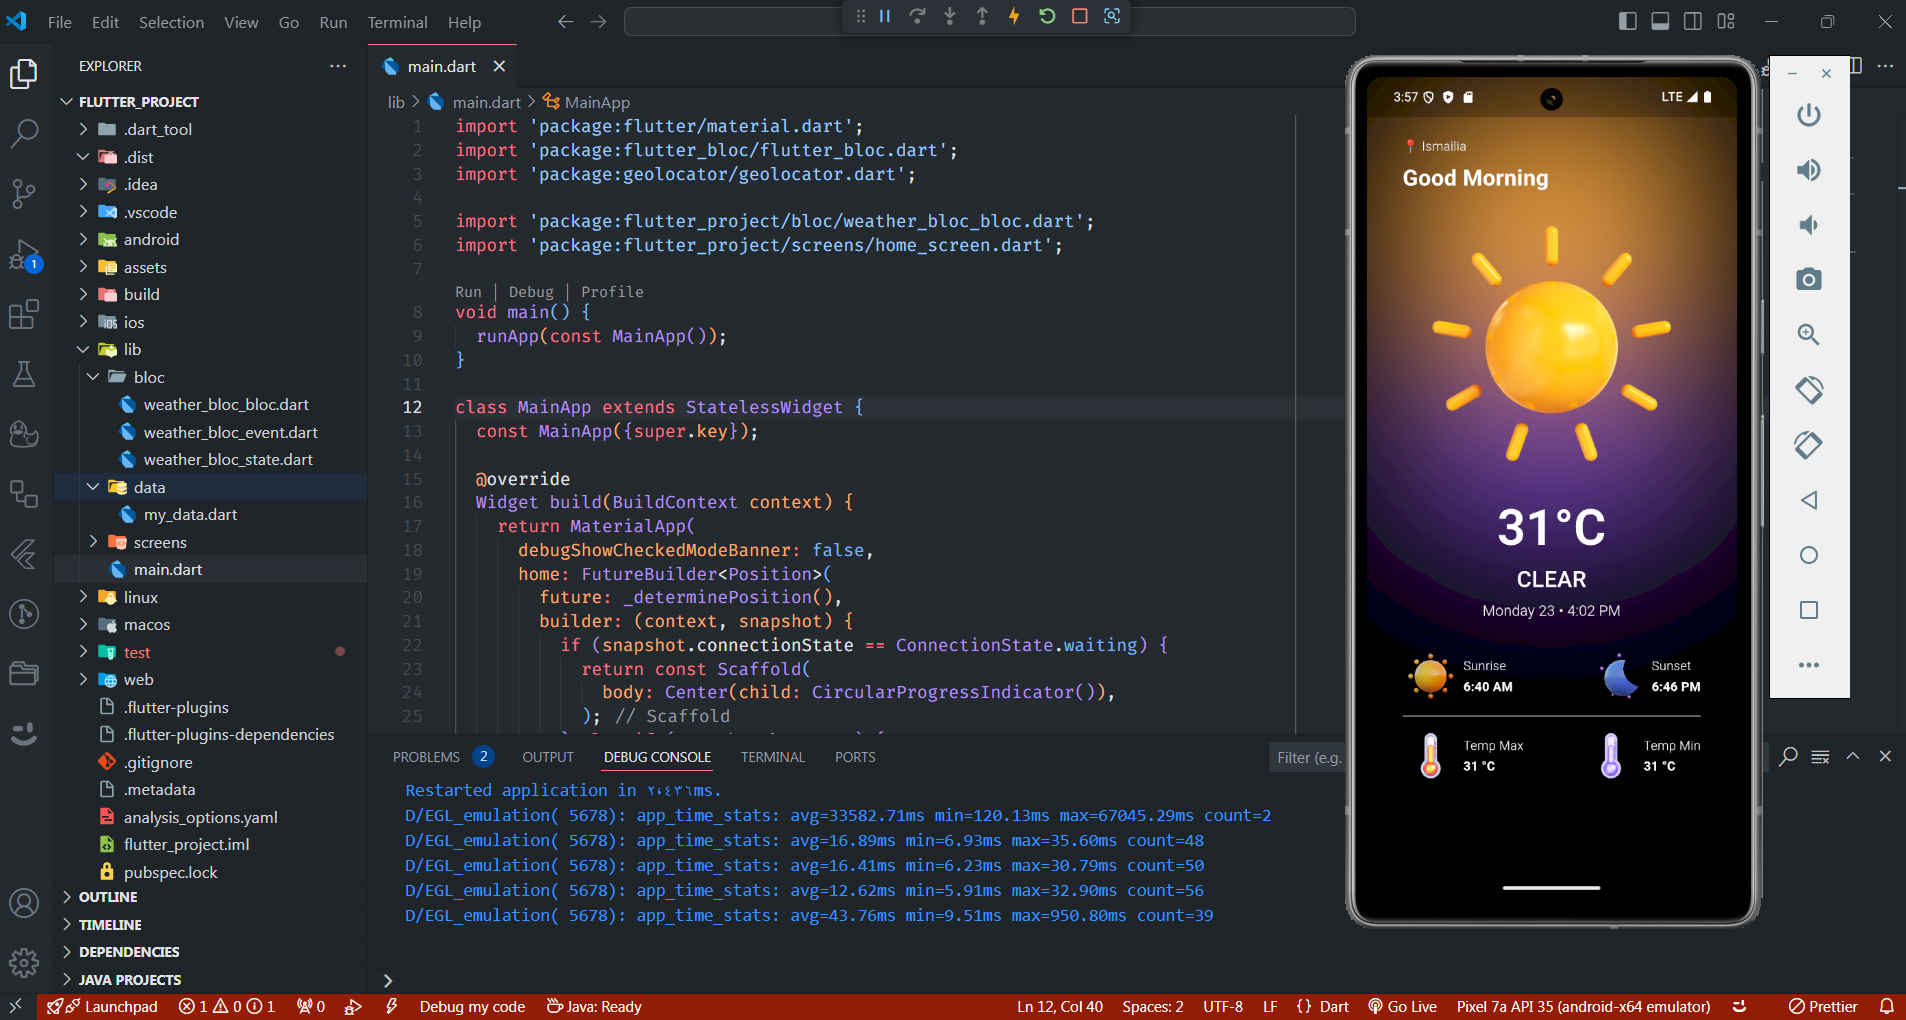 File Edit Selection View Go Run Terminal Help
EXPLORER
FLUTTER_PROJECT
.dart_tool
.dist
.idea
.vscode
android
assets
build
ios
lib
bloc
weather_bloc_bloc.dart
weather_bloc_event.dart
weather_bloc_state.dart
data
my_data.dart
screens
main.dart
linux
macos
test
web
.flutter-plugins
.flutter-plugins-dependencies
.gitignore
.metadata
analysis_options.yaml
flutter_project.iml
pubspec.lock
OUTLINE
TIMELINE
DEPENDENCIES
JAVA PROJECTS
1
main.dart
lib > main.dart > MainApp
1 import 'package:flutter/material.dart';
2 import 'package:flutter_bloc/flutter_bloc.dart';
3 import 'package:geolocator/geolocator.dart';
4
5 import 'package:flutter_project/bloc/weather_bloc_bloc.dart';
6 import 'package:flutter_project/screens/home_screen.dart';
7
Run | Debug | Profile
8 void main() {
9 runApp(const MainApp());
10 }
11
12 class MainApp extends StatelessWidget {
13 const MainApp({super.key});
14
15 @override
16 Widget build(BuildContext context) {
17 return MaterialApp(
18 debugShowCheckedModeBanner: false,
19 home: FutureBuilder<Position>(
20 future: _determinePosition(),
21 builder: (context, snapshot) {
22 if (snapshot.connectionState == ConnectionState.waiting) {
23 return const Scaffold(
24 body: Center(child: CircularProgressIndicator()),
25 ); // Scaffold
PROBLEMS 2 OUTPUT DEBUG CONSOLE TERMINAL PORTS
Filter (e.g.
Restarted application in ٢٠٤٣٦ms.
D/EGL_emulation( 5678): app_time_stats: avg=33582.71ms min=120.13ms max=67045.29ms count=2
D/EGL_emulation( 5678): app_time_stats: avg=16.89ms min=6.93ms max=35.60ms count=48
D/EGL_emulation( 5678): app_time_stats: avg=16.41ms min=6.23ms max=30.79ms count=50
D/EGL_emulation( 5678): app_time_stats: avg=12.62ms min=5.91ms max=32.90ms count=56
D/EGL_emulation( 5678): app_time_stats: avg=43.76ms min=9.51ms max=950.80ms count=39
3:57 LTE
📍 Ismailia
Good Morning
31°C
CLEAR
Monday 23 • 4:02 PM
Sunrise
6:40 AM
Sunset
6:46 PM
Temp Max
31 °C
Temp Min
31 °C
Launchpad 1 0 1 0 Debug my code Java: Ready Ln 12, Col 40 Spaces: 2 UTF-8 LF {} Dart Go Live Pixel 7a API 35 (android-x64 emulator) Prettier